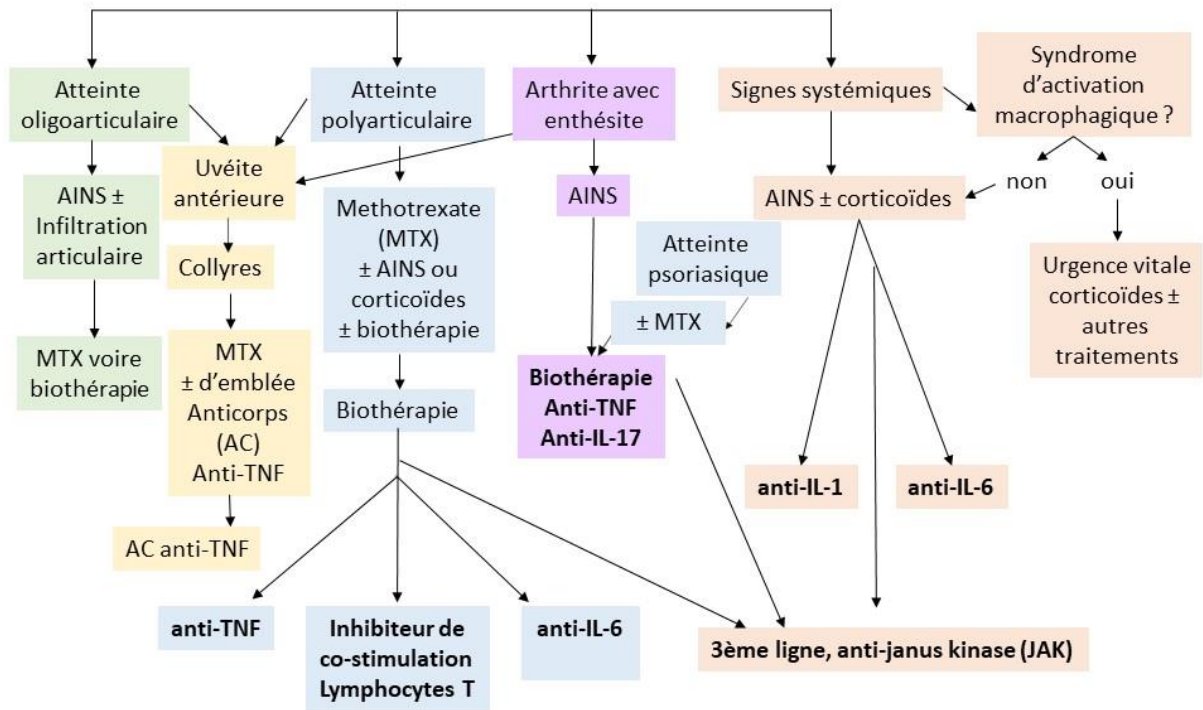 Atteinte
oligoarticulaire
Atteinte
polyarticulaire
Arthrite avec
enthésite
Signes systémiques
Syndrome
d’activation
macrophagique ?
Uvéite
antérieure
non
oui
AINS ±
Infiltration
articulaire
AINS
AINS ± corticoïdes
Methotrexate
(MTX)
± AINS ou
corticoïdes
± biothérapie
Atteinte
psoriasique
Collyres
Urgence vitale
corticoïdes ±
autres
traitements
± MTX
MTX voire
biothérapie
MTX
± d’emblée
Anticorps
(AC)
Anti-TNF
Biothérapie
Biothérapie
Anti-TNF
Anti-IL-17
anti-IL-1
anti-IL-6
AC anti-TNF
anti-TNF
Inhibiteur de
co-stimulation
Lymphocytes T
anti-IL-6
3ème ligne, anti-janus kinase (JAK)